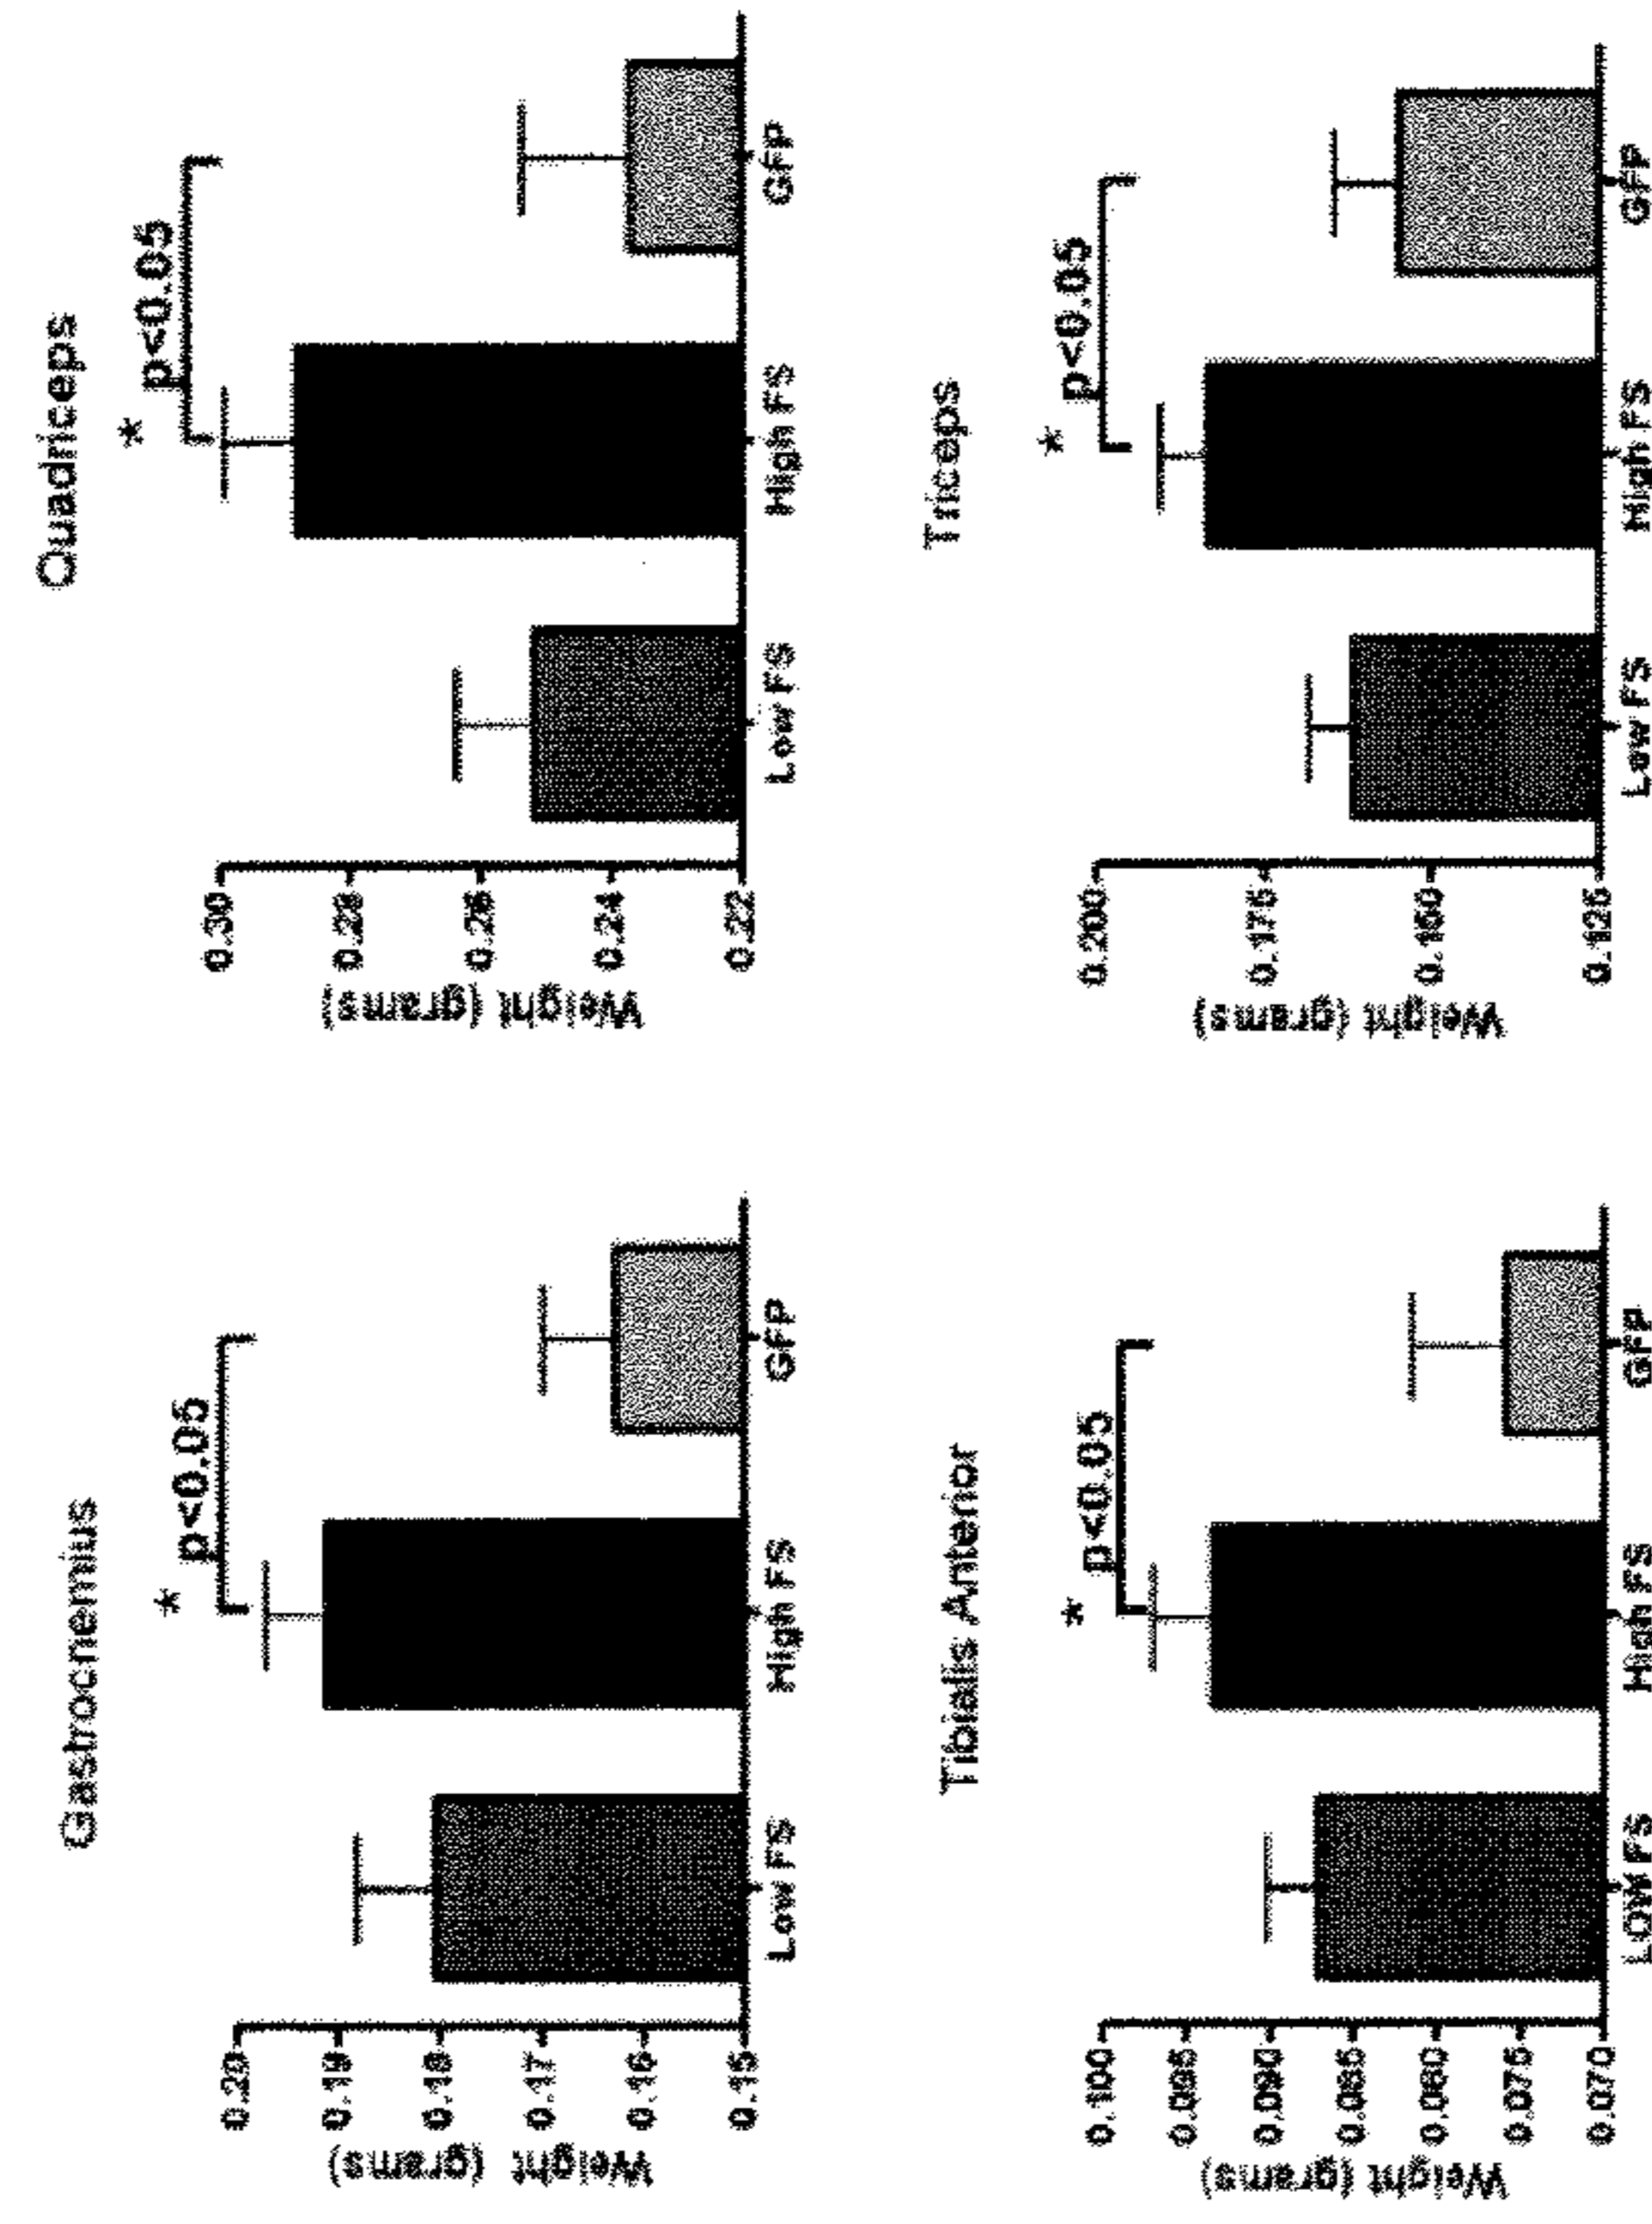 Gastrocnemius
* p<0.05
Weight (grams)
0.20
0.19
0.18
0.17
0.16
0.15
Low FS
High FS
GFP
Quadriceps
* p<0.05
Weight (grams)
0.30
0.28
0.26
0.24
0.22
Low FS
High FS
GFP
Tibialis Anterior
* p<0.05
Weight (grams)
0.100
0.095
0.090
0.085
0.080
0.075
0.070
Low FS
High FS
GFP
Triceps
* p<0.05
Weight (grams)
0.200
0.175
0.150
0.125
Low FS
High FS
GFP